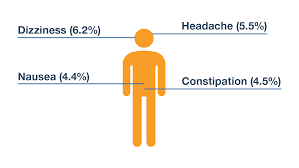 Dizziness (6.2%)
Headache (5.5%)
Nausea (4.4%)
Constipation (4.5%)